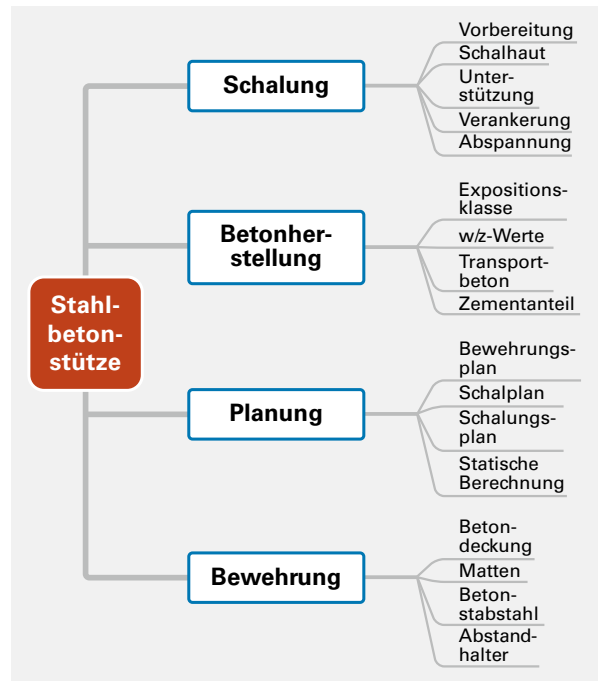 Vorbereitung
Schalhaut
Unter-
stützung
Verankerung
Abspannung
Schalung
Expositions-
klasse
w/z-Werte
Transport-
beton
Zementanteil
Betonher-
stellung
Stahl-
beton-
stütze
Bewehrungs-
plan
Schalplan
Schalungs-
plan
Statische
Berechnung
Planung
Beton-
deckung
Matten
Beton-
stabstahl
Abstand-
halter
Bewehrung